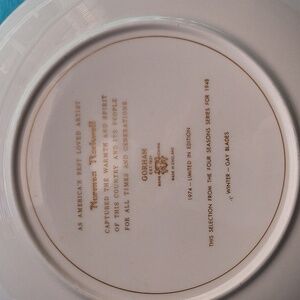 AS AMERICA'S BEST LOVED ARTIST
Norman Rockwell
CAPTURED THE WARMTH AND SPIRIT
OF THIS COUNTRY AND ITS PEOPLE
FOR ALL TIMES AND GENERATIONS.
GORHAM
MADE IN ENGLAND
1974 - LIMITED IN EDITION
THIS SELECTION FROM THE FOUR SEASONS SERIES FOR 1948
WINTER - GAY BLADES